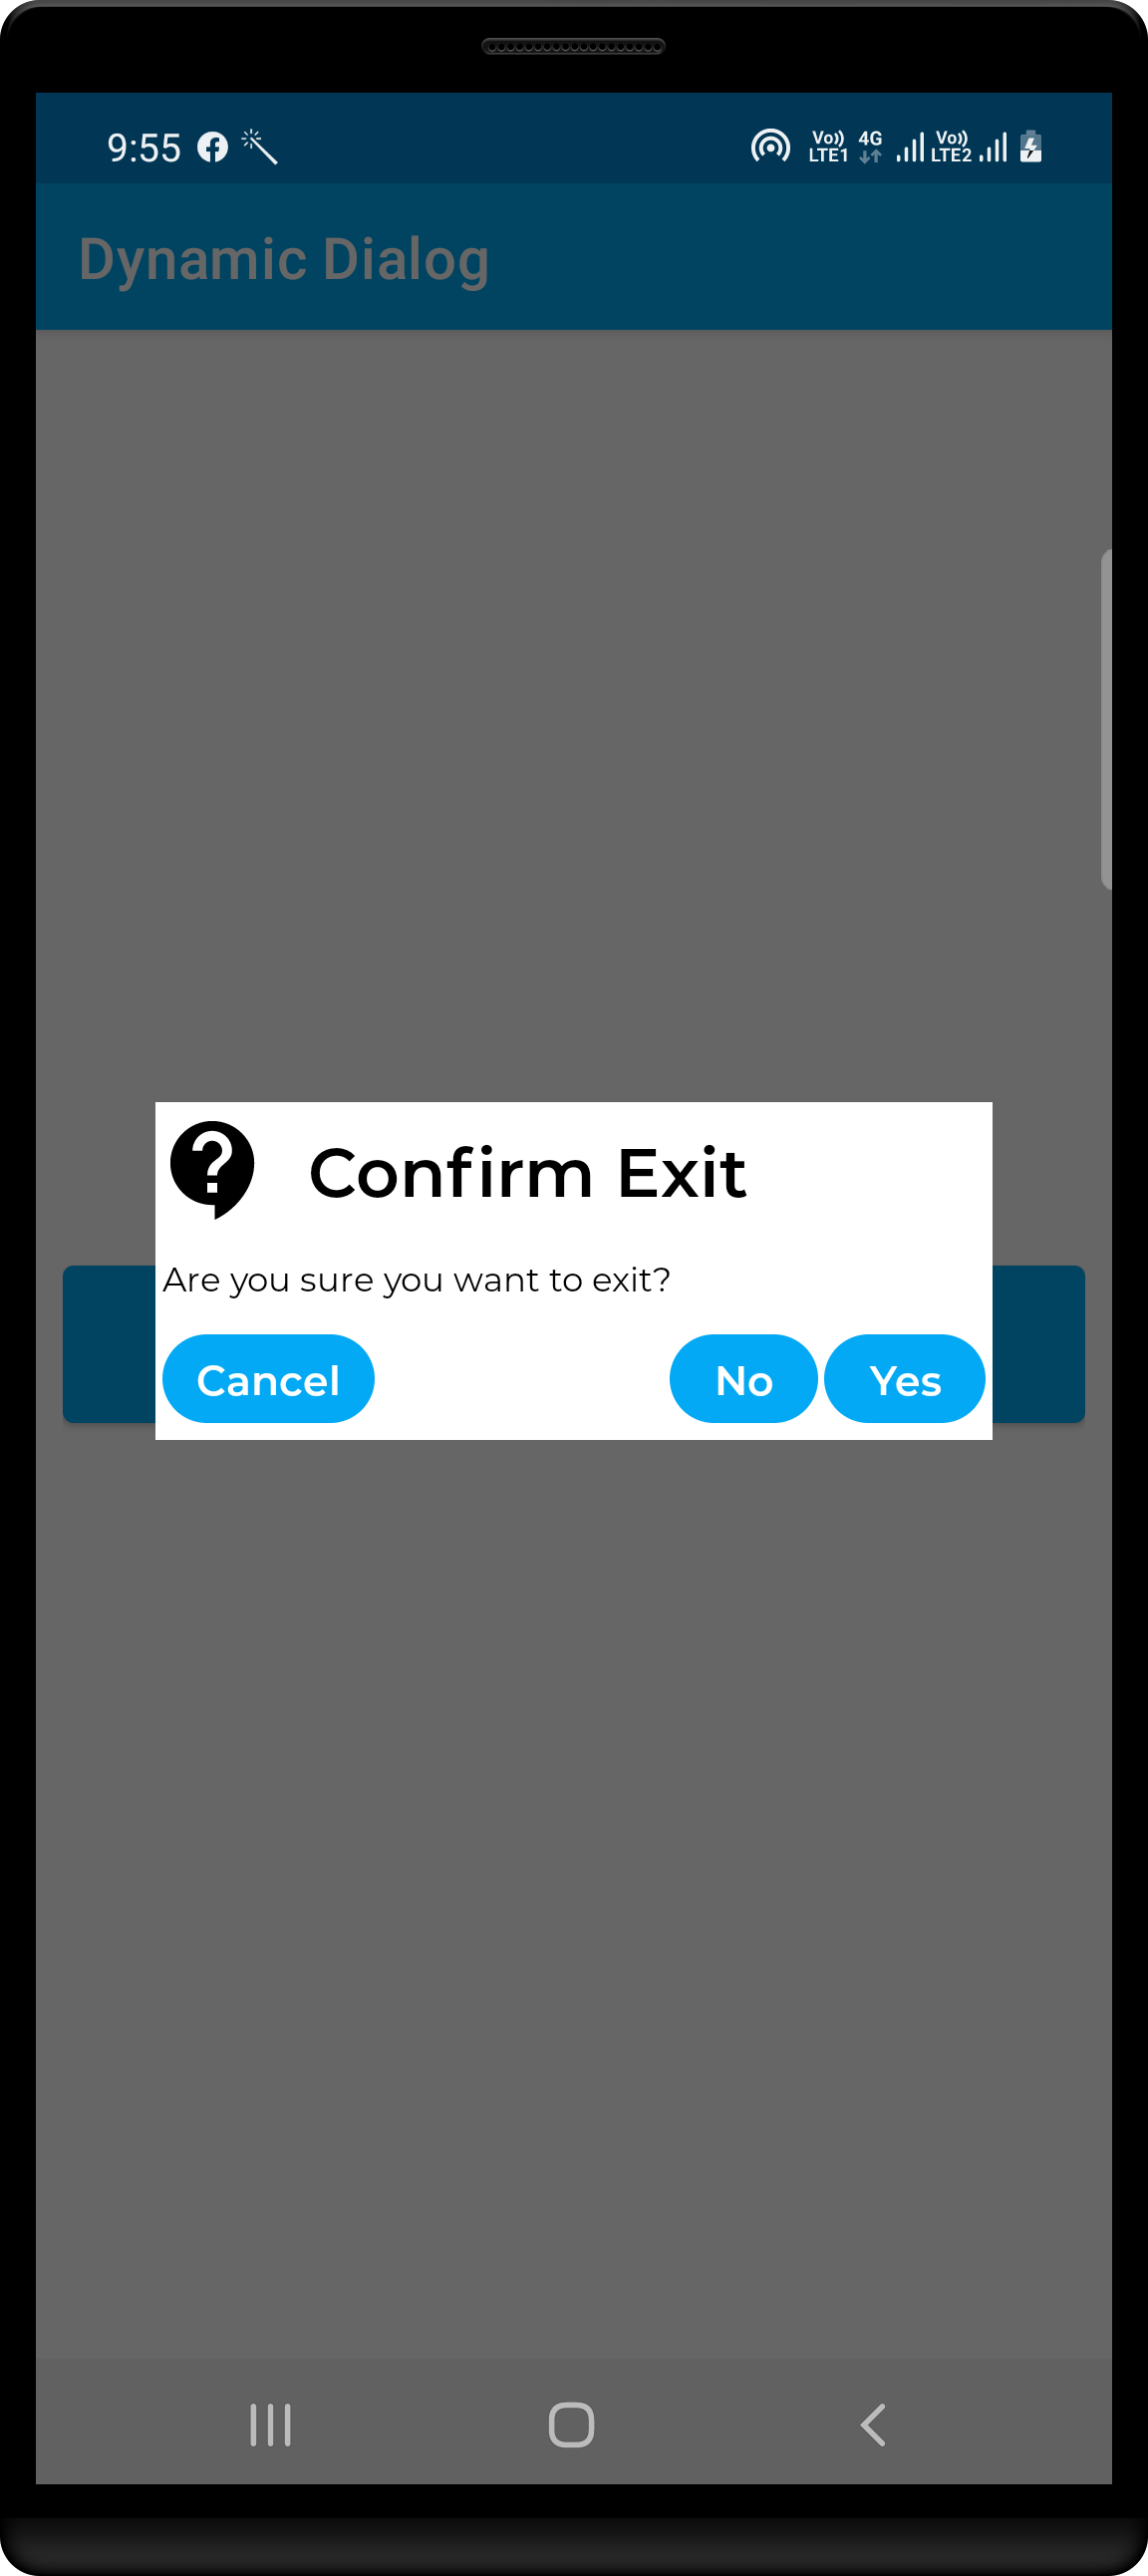 9:55 Vo)) LTE1 4G Vo)) LTE2
Dynamic Dialog
Confirm Exit
Are you sure you want to exit?
Cancel No Yes